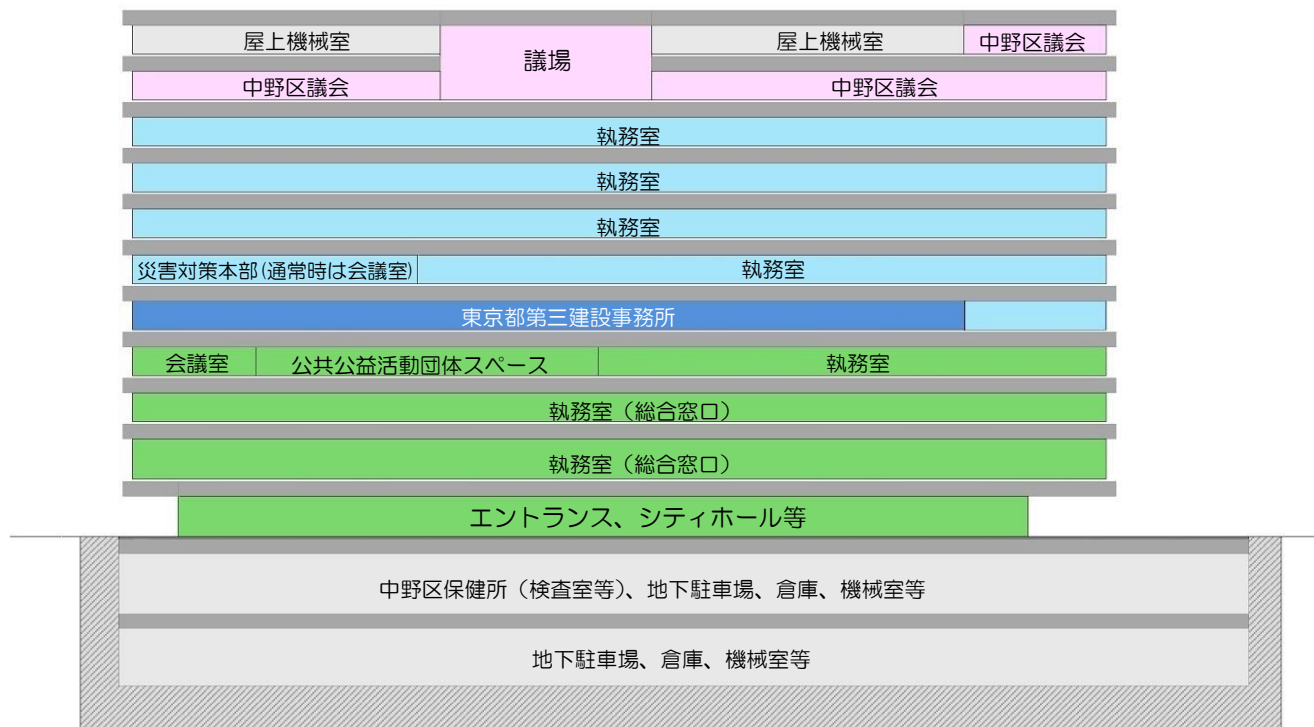 屋上機械室
議場
屋上機械室
中野区議会
中野区議会
中野区議会
執務室
執務室
執務室
災害対策本部(通常時は会議室)
執務室
東京都第三建設事務所
会議室
公共公益活動団体スペース
執務室
執務室（総合窓口）
執務室（総合窓口）
エントランス、シティホール等
中野区保健所（検査室等）、地下駐車場、倉庫、機械室等
地下駐車場、倉庫、機械室等